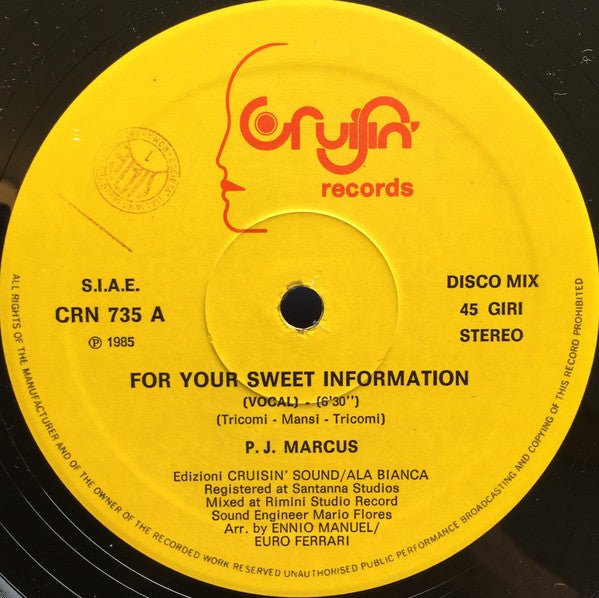 Cruisin'
records
S.I.A.E.
CRN 735 A
℗ 1985
DISCO MIX
45 GIRI
STEREO
FOR YOUR SWEET INFORMATION
(VOCAL) - (6'30'')
(Tricomi - Mansi - Tricomi)
P. J. MARCUS
Edizioni CRUISIN' SOUND/ALA BIANCA
Registered at Santanna Studios
Mixed at Rimini Studio Record
Sound Engineer Mario Flores
Arr. by ENNIO MANUEL/
EURO FERRARI
ALL RIGHTS OF THE MANUFACTURER AND OF THE OWNER OF THE RECORDED WORK RESERVED UNAUTHORISED PUBLIC PERFORMANCE BROADCASTING AND COPYING OF THIS RECORD PROHIBITED